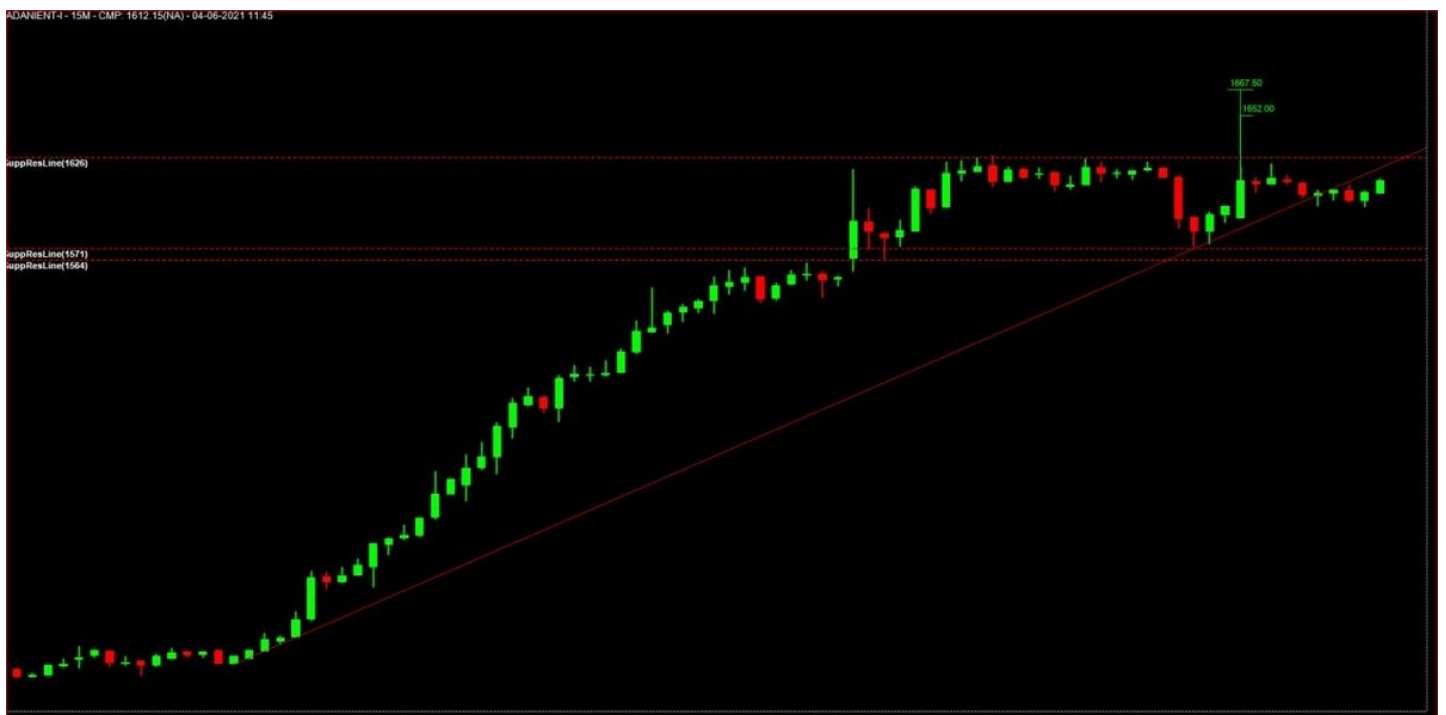 ADANIENT-I - 15M - CMP: 1612.15(NA) - 04-06-2021 11:45
1667.50
1652.00
SuppResLine(1626)
SuppResLine(1571)
SuppResLine(1564)